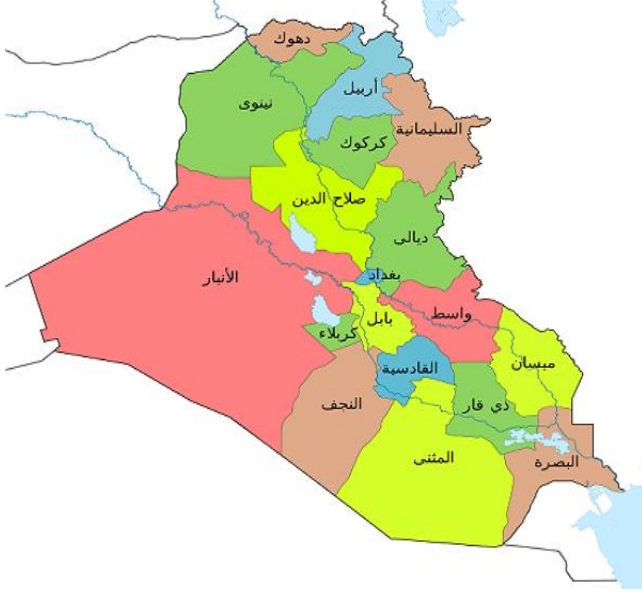 دهوك
أربيل
نينوى
السليمانية
كركوك
صلاح الدين
ديالى
بغداد
الأنبار
واسط
بابل
كربلاء
ميسان
القادسية
النجف
ذي قار
المثنى
البصرة